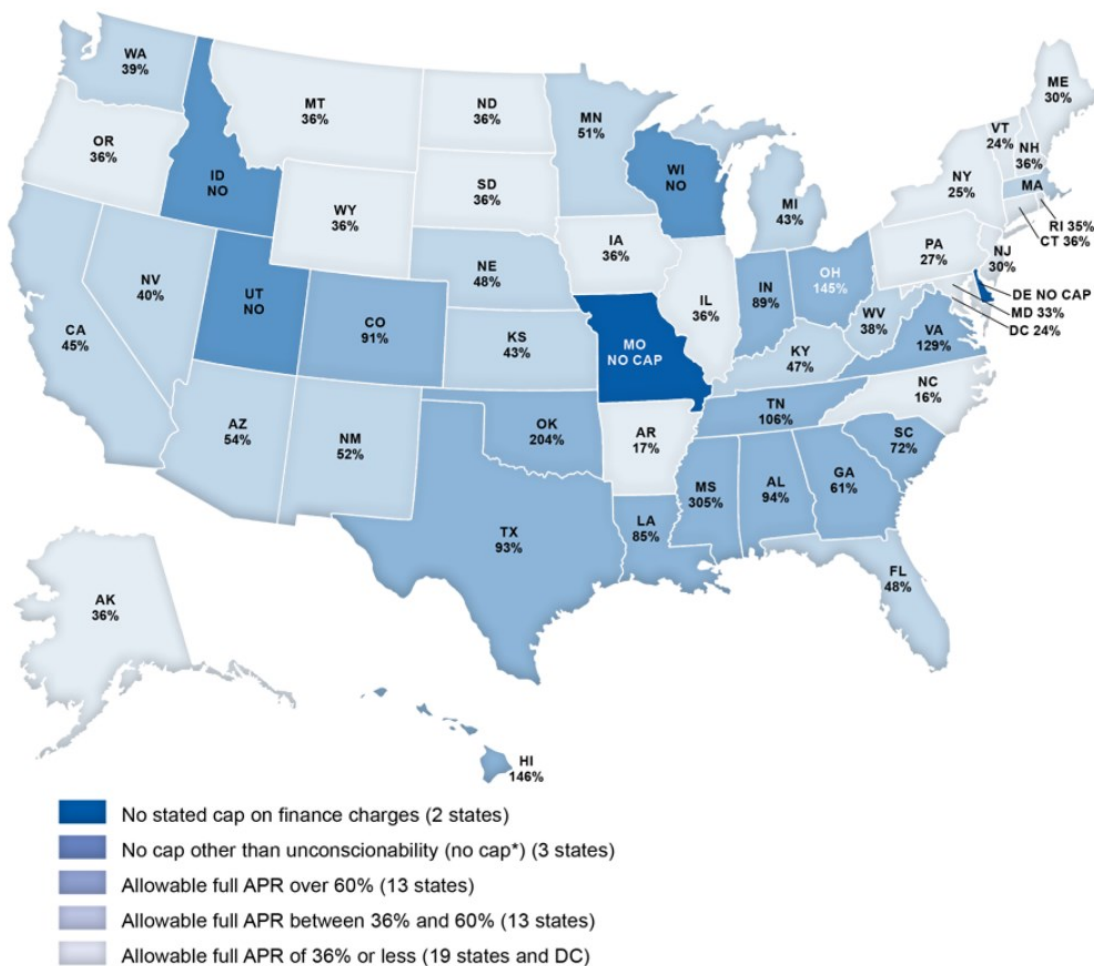 WA
39%
MT
36%
ND
36%
MN
51%
ME
30%
VT
24%
NH
36%
OR
36%
ID
NO
WI
NO
SD
36%
NY
25%
MA
WY
36%
MI
43%
RI 35%
CT 36%
IA
36%
PA
27%
NJ
30%
NE
48%
NV
40%
UT
NO
OH
145%
IN
89%
IL
36%
DE NO CAP
MD 33%
DC 24%
CO
91%
WV
38%
VA
129%
CA
45%
KS
43%
MO
NO CAP
KY
47%
NC
16%
TN
106%
AZ
54%
NM
52%
OK
204%
AR
17%
SC
72%
MS
305%
AL
94%
GA
61%
TX
93%
LA
85%
FL
48%
AK
36%
HI
146%
No stated cap on finance charges (2 states)
No cap other than unconscionability (no cap*) (3 states)
Allowable full APR over 60% (13 states)
Allowable full APR between 36% and 60% (13 states)
Allowable full APR of 36% or less (19 states and DC)